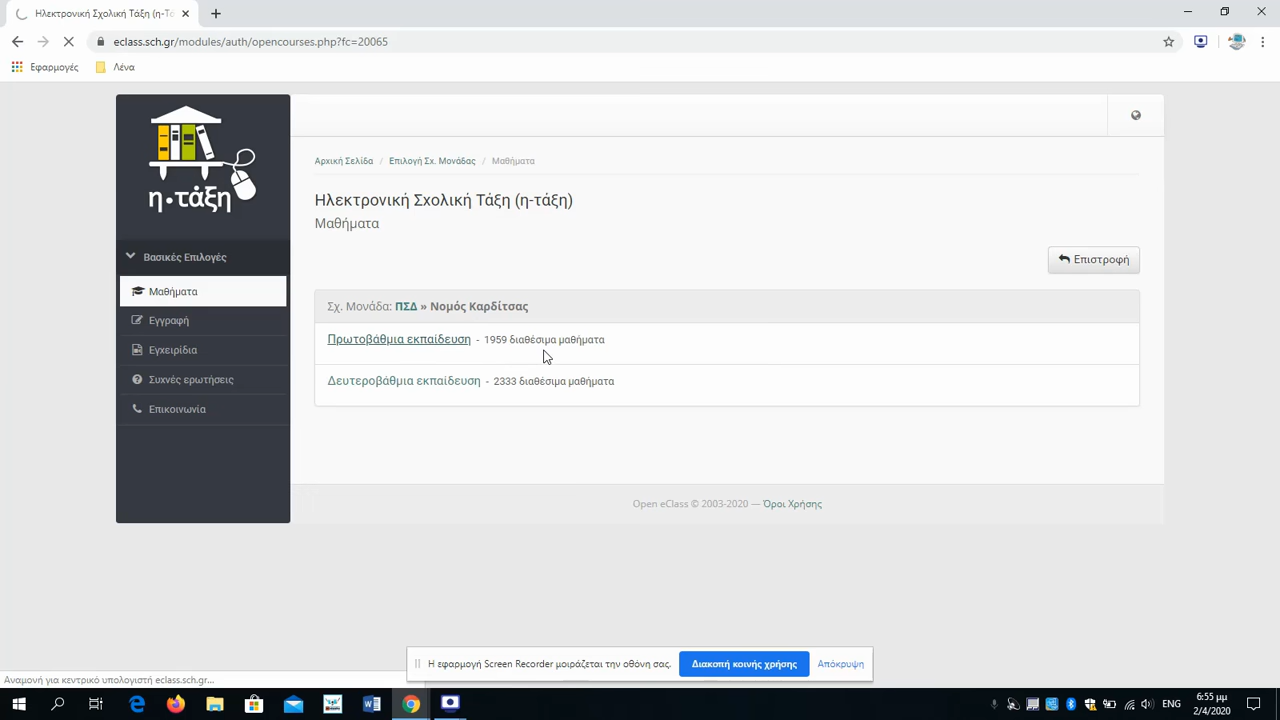 Ηλεκτρονική Σχολική Τάξη (η-Τά
eclass.sch.gr/modules/auth/opencourses.php?fc=20065
Εφαρμογές Λένα
η·τάξη
Βασικές Επιλογές
Μαθήματα
Εγγραφή
Εγχειρίδια
Συχνές ερωτήσεις
Επικοινωνία
Αρχική Σελίδα / Επιλογή Σχ. Μονάδας / Μαθήματα
Ηλεκτρονική Σχολική Τάξη (η-τάξη)
Μαθήματα
Επιστροφή
Σχ. Μονάδα: ΠΣΔ » Νομός Καρδίτσας
Πρωτοβάθμια εκπαίδευση - 1959 διαθέσιμα μαθήματα
Δευτεροβάθμια εκπαίδευση - 2333 διαθέσιμα μαθήματα
Open eClass © 2003-2020 — Όροι Χρήσης
Η εφαρμογή Screen Recorder μοιράζεται την οθόνη σας. Διακοπή κοινής χρήσης Απόκρυψη
Αναμονή για κεντρικό υπολογιστή eclass.sch.gr...
ΕΝG
6:55 μμ
2/4/2020